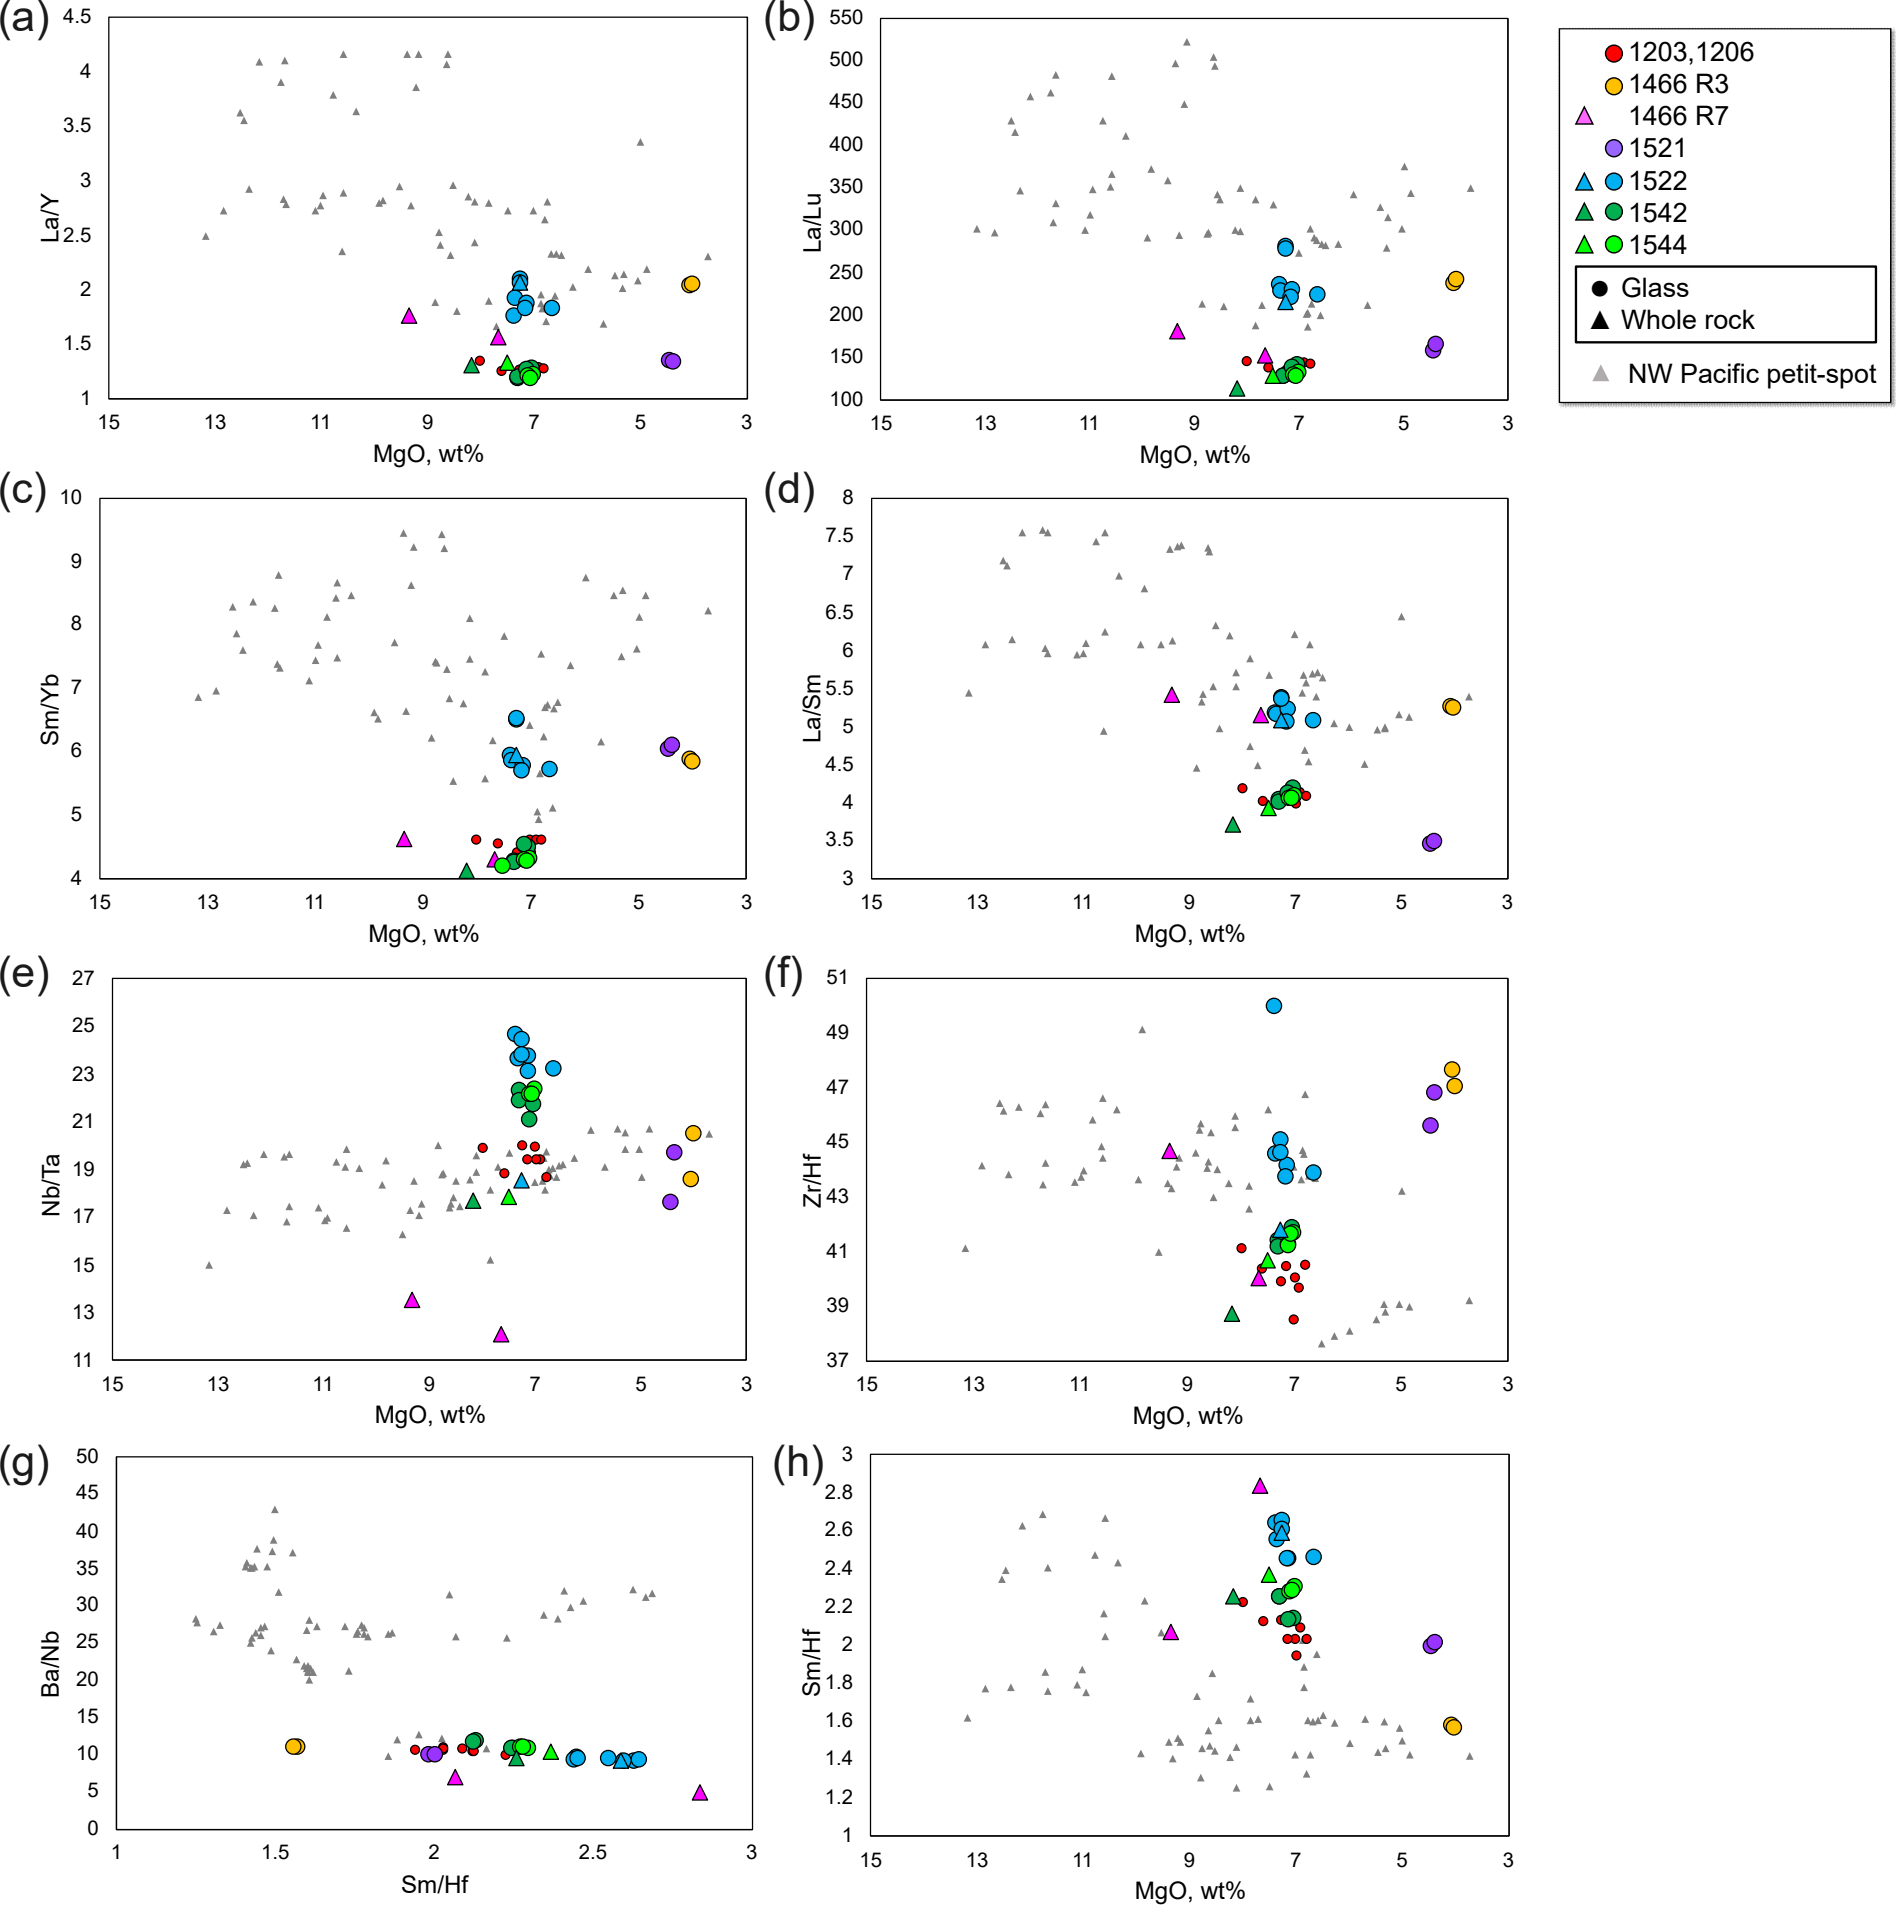 (a)
4.5
4
3.5
3
2.5
2
1.5
1
La/Y
15 13 11 9 7 5 3
MgO, wt%
(b)
550
500
450
400
350
300
250
200
150
100
La/Lu
15 13 11 9 7 5 3
MgO, wt%
1203,1206
1466 R3
1466 R7
1521
1522
1542
1544
Glass
Whole rock
NW Pacific petit-spot
(c)
10
9
8
7
6
5
4
Sm/Yb
15 13 11 9 7 5 3
MgO, wt%
(d)
8
7.5
7
6.5
6
5.5
5
4.5
4
3.5
3
La/Sm
15 13 11 9 7 5 3
MgO, wt%
(e)
27
25
23
21
19
17
15
13
11
Nb/Ta
15 13 11 9 7 5 3
MgO, wt%
(f)
51
49
47
45
43
41
39
37
Zr/Hf
15 13 11 9 7 5 3
MgO, wt%
(g)
50
45
40
35
30
25
20
15
10
5
0
Ba/Nb
1 1.5 2 2.5 3
Sm/Hf
(h)
3
2.8
2.6
2.4
2.2
2
1.8
1.6
1.4
1.2
1
Sm/Hf
15 13 11 9 7 5 3
MgO, wt%